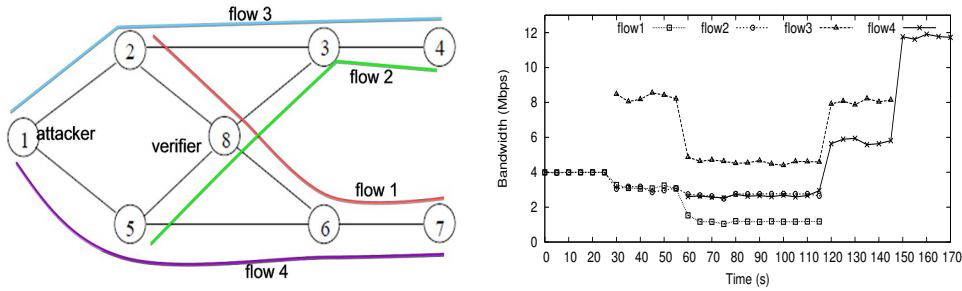 flow 3
2
3
4
flow 2
1
attacker
verifier
8
flow 1
5
6
7
flow 4
flow1 flow2 flow3 flow4
12
10
8
6
4
2
0
Bandwidth (Mbps)
0 10 20 30 40 50 60 70 80 90 100 110 120 130 140 150 160 170
Time (s)